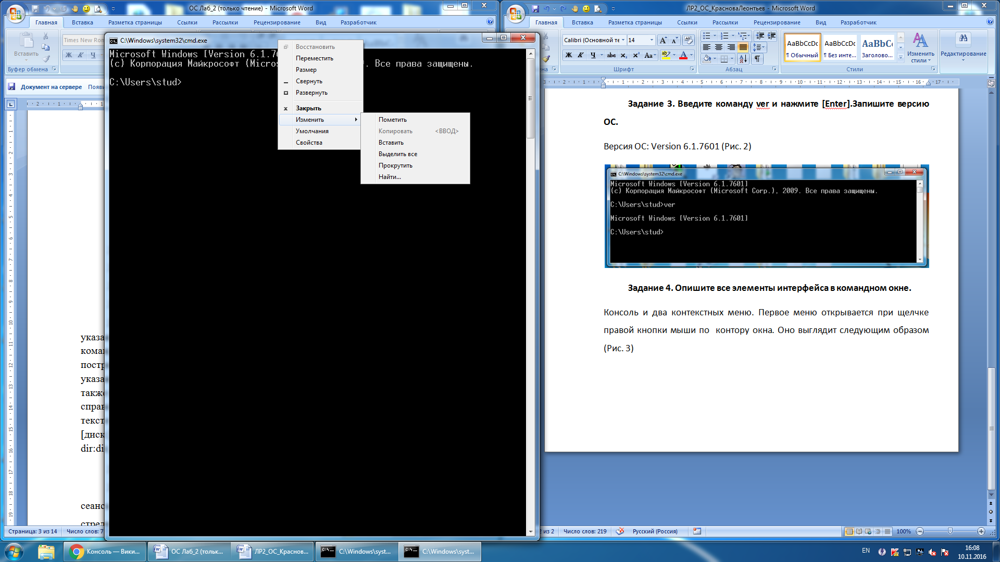 ОС Лаб_2 (только чтение) - Microsoft Word
Главная Вставка Разметка страницы Ссылки Рассылки Рецензирование Вид Разработчик
Вставить
Times New Rom
Ж К Ч
Буфер обмена
Документ на сервере
указа
кома
постр
указа
также
справ
текст
[диск
dir:di
сеанс
Страница: 3 из 14 Число слов: 7
C:\Windows\system32\cmd.exe
Microsoft Windows [Version 6.1.7
(c) Корпорация Майкрософт (Micros . Все права защищены.
C:\Users\stud>
Восстановить
Переместить
Размер
Свернуть
Развернуть
Закрыть
Изменить
Умолчания
Свойства
Пометить
Копировать <ВВОД>
Вставить
Выделить все
Прокрутить
Найти...
ЛР2_ОС_КрасноваЛеонтьев - Microsoft Word
Главная Вставка Разметка страницы Ссылки Рассылки Рецензирование Вид Разработчик
Calibri (Основной те 14
Ж К Ч abc x₂ x² Aa
AaBbCcDc AaBbCcDc AaBbC
¶ Обычный ¶ Без инте... Заголово...
Изменить стили
Редактирование
Шрифт Абзац Стили
Задание 3. Введите команду ver и нажмите [Enter].Запишите версию
ОС.
Версия ОС: Version 6.1.7601 (Рис. 2)
C:\Windows\system32\cmd.exe
Microsoft Windows [Version 6.1.7601]
(c) Корпорация Майкрософт (Microsoft Corp.), 2009. Все права защищены.
C:\Users\stud>ver
Microsoft Windows [Version 6.1.7601]
C:\Users\stud>
Задание 4. Опишите все элементы интерфейса в командном окне.
Консоль и два контекстных меню. Первое меню открывается при щелчке
правой кнопки мыши по контору окна. Оно выглядит следующим образом
(Рис. 3)
2 из 2 Число слов: 219 Русский (Россия) 100%
Консоль — Вики...
ОС Лаб_2 (тольк...
ЛР2_ОС_Краснов...
C:\Windows\syst...
C:\Windows\syst...
EN
16:08
10.11.2016